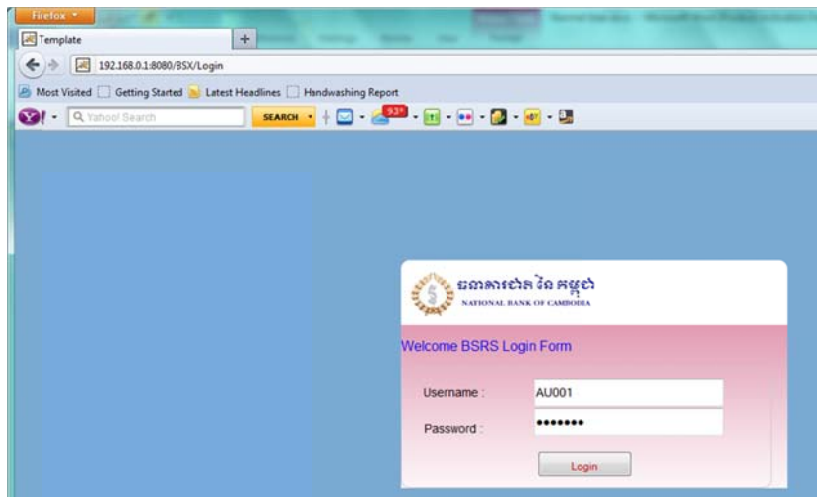 Firefox
Template
+
192.168.0.1:8080/BSX/Login
Most Visited Getting Started Latest Headlines Handwashing Report
Y! Yahoo! Search SEARCH 93°
ធនាគារជាតិ នៃ កម្ពុជា
NATIONAL BANK OF CAMBODIA
Welcome BSRS Login Form
Username : AU001
Password : •••••••
Login